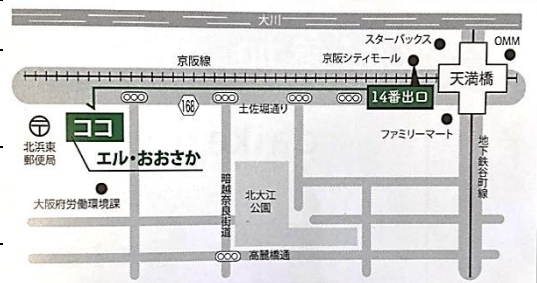 大川
スターバックス
OMM
京阪線
京阪シティモール
天満橋
14番出口
168
土佐堀通り
ファミリーマート
ココ
エル・おおさか
北浜東
郵便局
地下鉄谷町線
大阪府労働環境課
暗越奈良街道
北大江
公園
高麗橋通